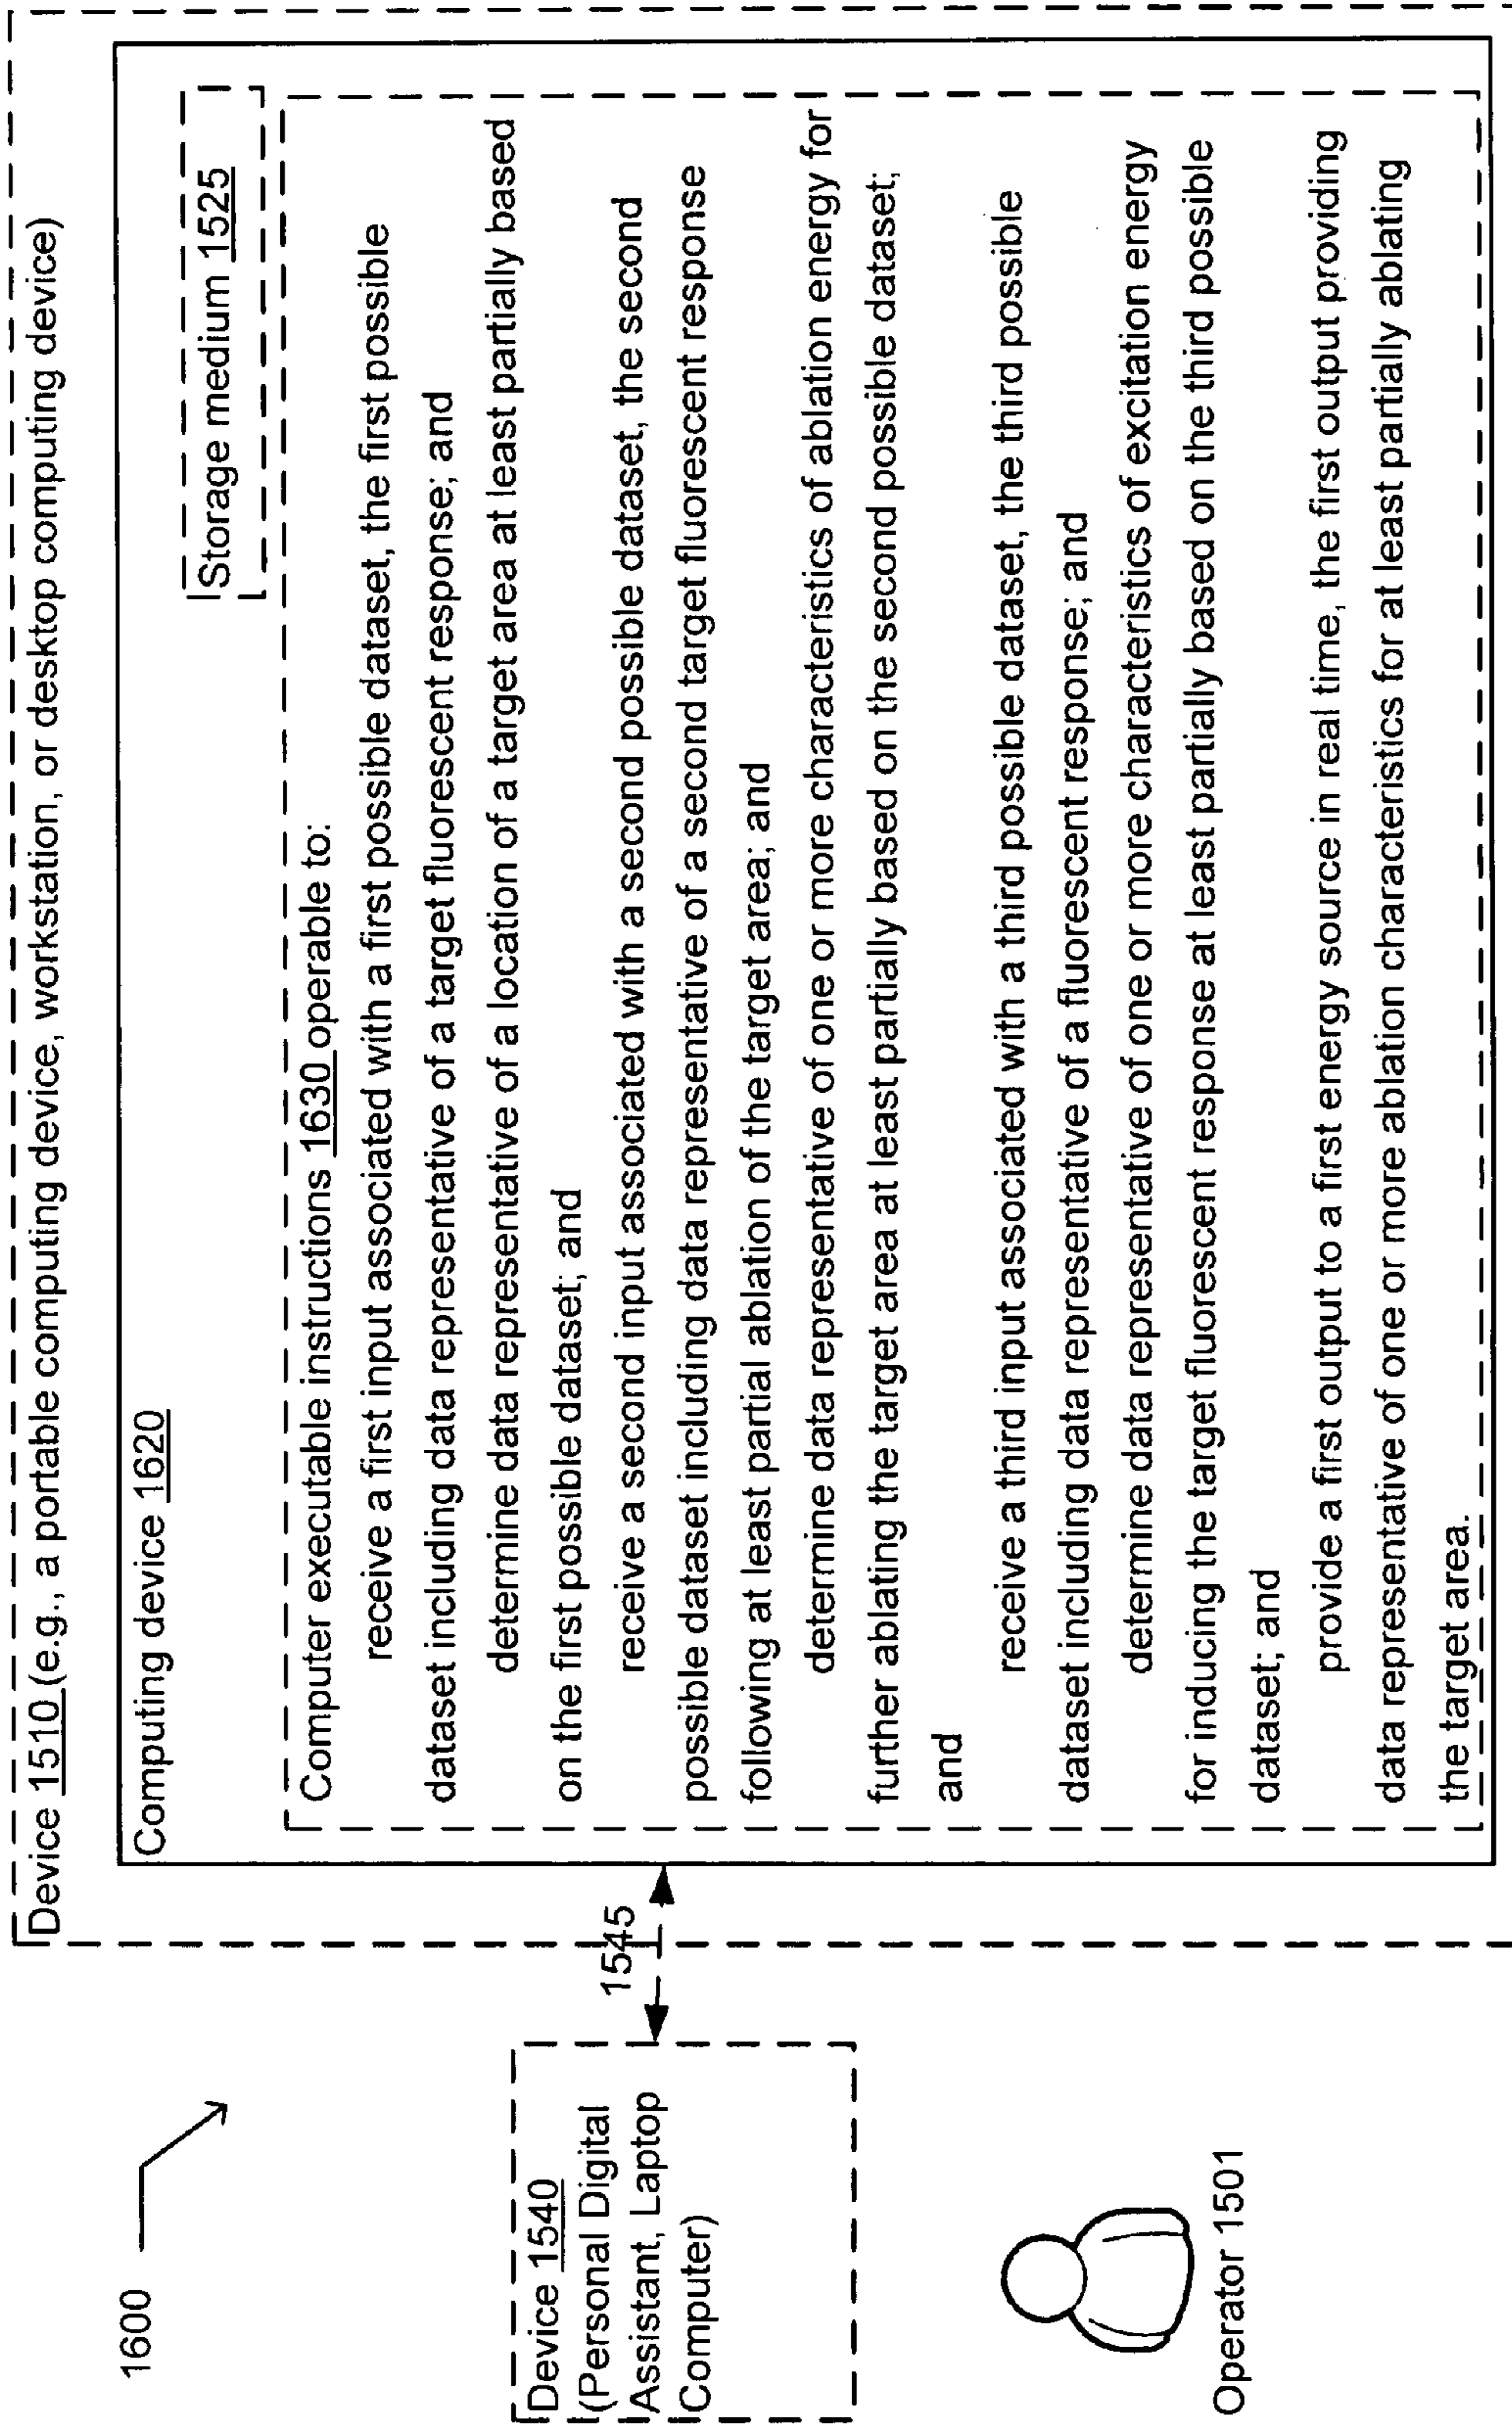 1600
Device 1510 (e.g., a portable computing device, workstation, or desktop computing device)
Computing device 1620
Storage medium 1525
Computer executable instructions 1630 operable to:
receive a first input associated with a first possible dataset, the first possible
dataset including data representative of a target fluorescent response; and
determine data representative of a location of a target area at least partially based
on the first possible dataset; and
receive a second input associated with a second possible dataset, the second
possible dataset including data representative of a second target fluorescent response
following at least partial ablation of the target area; and
determine data representative of one or more characteristics of ablation energy for
further ablating the target area at least partially based on the second possible dataset;
and
receive a third input associated with a third possible dataset, the third possible
dataset including data representative of a fluorescent response; and
determine data representative of one or more characteristics of excitation energy
for inducing the target fluorescent response at least partially based on the third possible
dataset; and
provide a first output to a first energy source in real time, the first output providing
data representative of one or more ablation characteristics for at least partially ablating
the target area.
1545
Device 1540
(Personal Digital
Assistant, Laptop
Computer)
Operator 1501